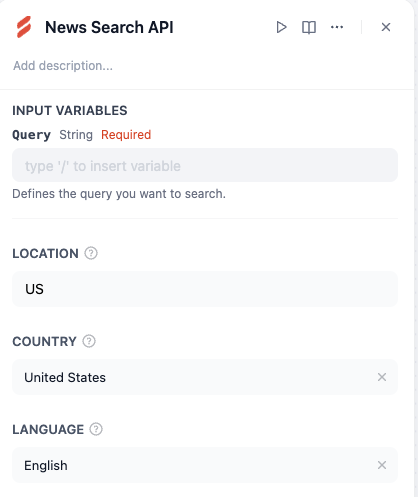 News Search API
Add description...
INPUT VARIABLES
Query String Required
type '/' to insert variable
Defines the query you want to search.
LOCATION
US
COUNTRY
United States
LANGUAGE
English